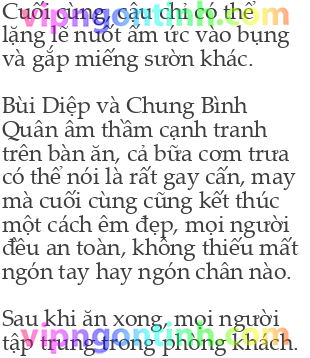 Cuối cùng, cậu chỉ có thể
lặng lẽ nuốt ấm ức vào bụng
và gắp miếng sườn khác.
Bùi Diệp và Chung Bình
Quân âm thầm cạnh tranh
trên bàn ăn, cả bữa cơm trưa
có thể nói là rất gay cấn, may
mà cuối cùng cũng kết thúc
một cách êm đẹp, mọi người
đều an toàn, không thiếu mất
ngón tay hay ngón chân nào.
Sau khi ăn xong, mọi người
tập trung trong phòng khách.
vipngontinh.com
vipngontinh.com